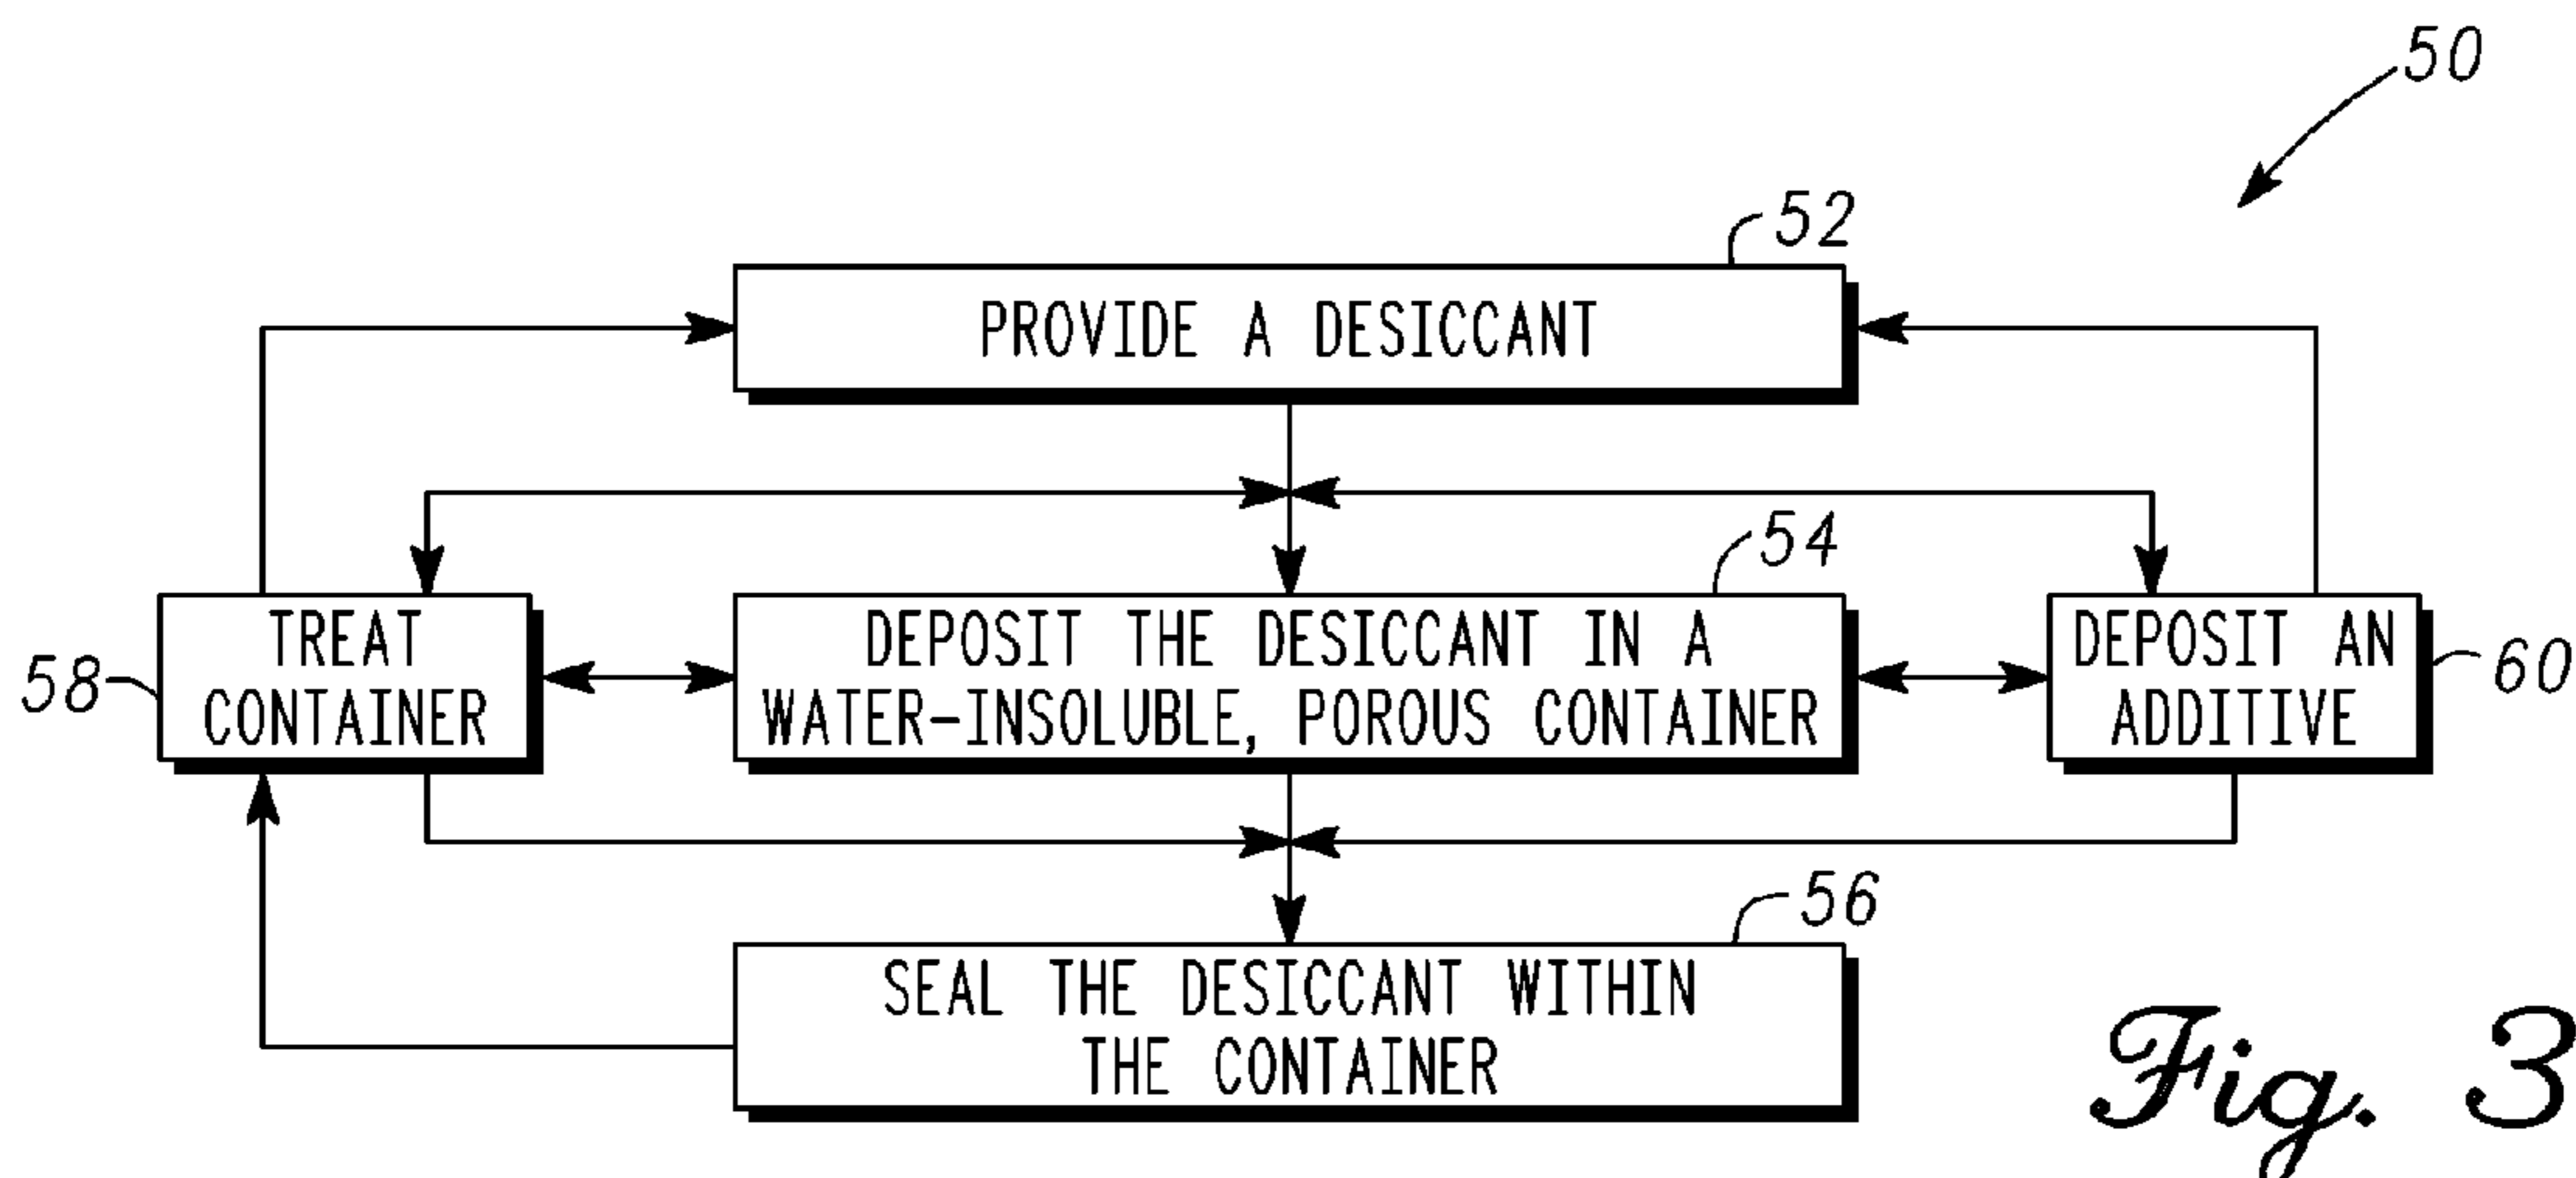 50
52
PROVIDE A DESICCANT
54
TREAT
CONTAINER
58
DEPOSIT THE DESICCANT IN A
WATER-INSOLUBLE, POROUS CONTAINER
DEPOSIT AN
ADDITIVE
60
56
SEAL THE DESICCANT WITHIN
THE CONTAINER
Fig. 3